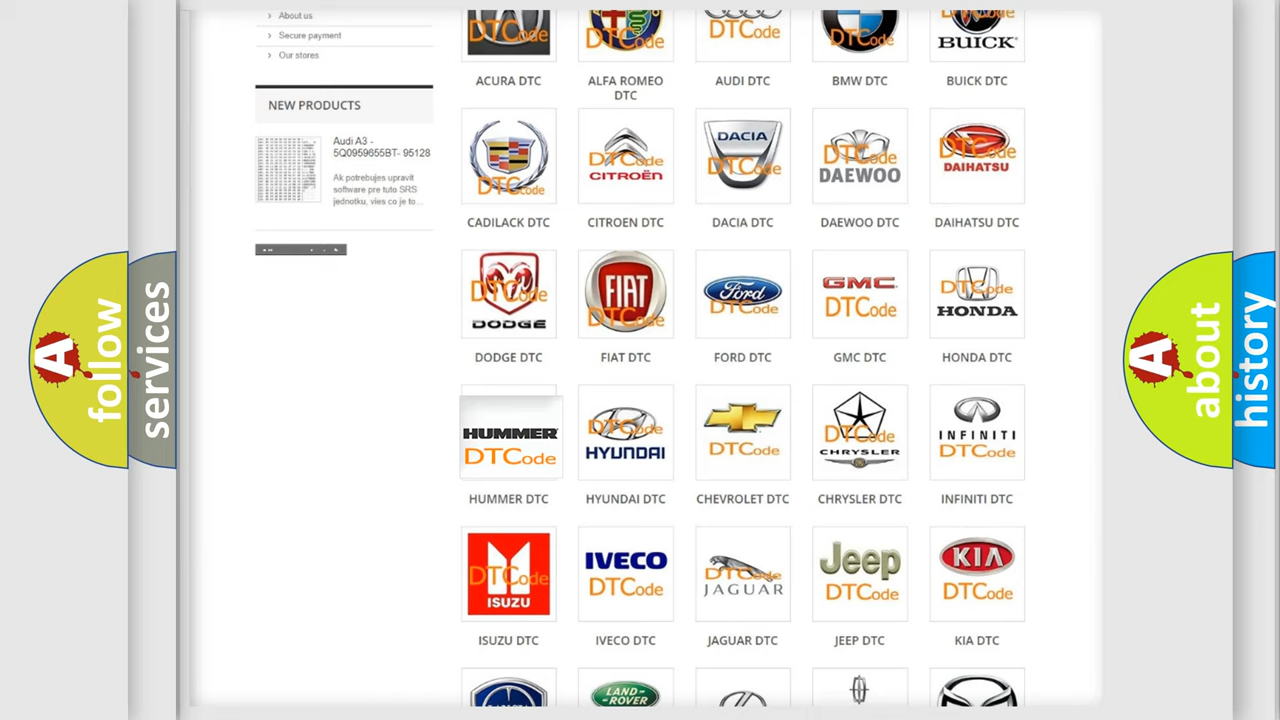 About us
Secure payment
Our stores
NEW PRODUCTS
Audi A3 -
5Q0959655BT- 95128
Ak potrebujes upravit
software pre tuto SRS
jednotku, vies co je to...
A
follow
services
DTCode
DTCode
DTCode
DTCode
DTCode
BUICK
ACURA DTC
ALFA ROMEO
DTC
AUDI DTC
BMW DTC
BUICK DTC
DTCode
DTCode
CITROËN
DACIA
DTCode
DTCode
DAEWOO
DTCode
DAIHATSU
CADILACK DTC
CITROEN DTC
DACIA DTC
DAEWOO DTC
DAIHATSU DTC
DTCode
DODGE
FIAT
DTCode
Ford
DTCode
GMC
DTCode
DTCode
HONDA
DODGE DTC
FIAT DTC
FORD DTC
GMC DTC
HONDA DTC
HUMMER
DTCode
DTCode
HYUNDAI
DTCode
DTCode
CHRYSLER
INFINITI
DTCode
HUMMER DTC
HYUNDAI DTC
CHEVROLET DTC
CHRYSLER DTC
INFINITI DTC
DTCode
ISUZU
IVECO
DTCode
DTCode
JAGUAR
Jeep
DTCode
KIA
DTCode
ISUZU DTC
IVECO DTC
JAGUAR DTC
JEEP DTC
KIA DTC
LAND-
ROVER
A
about
history